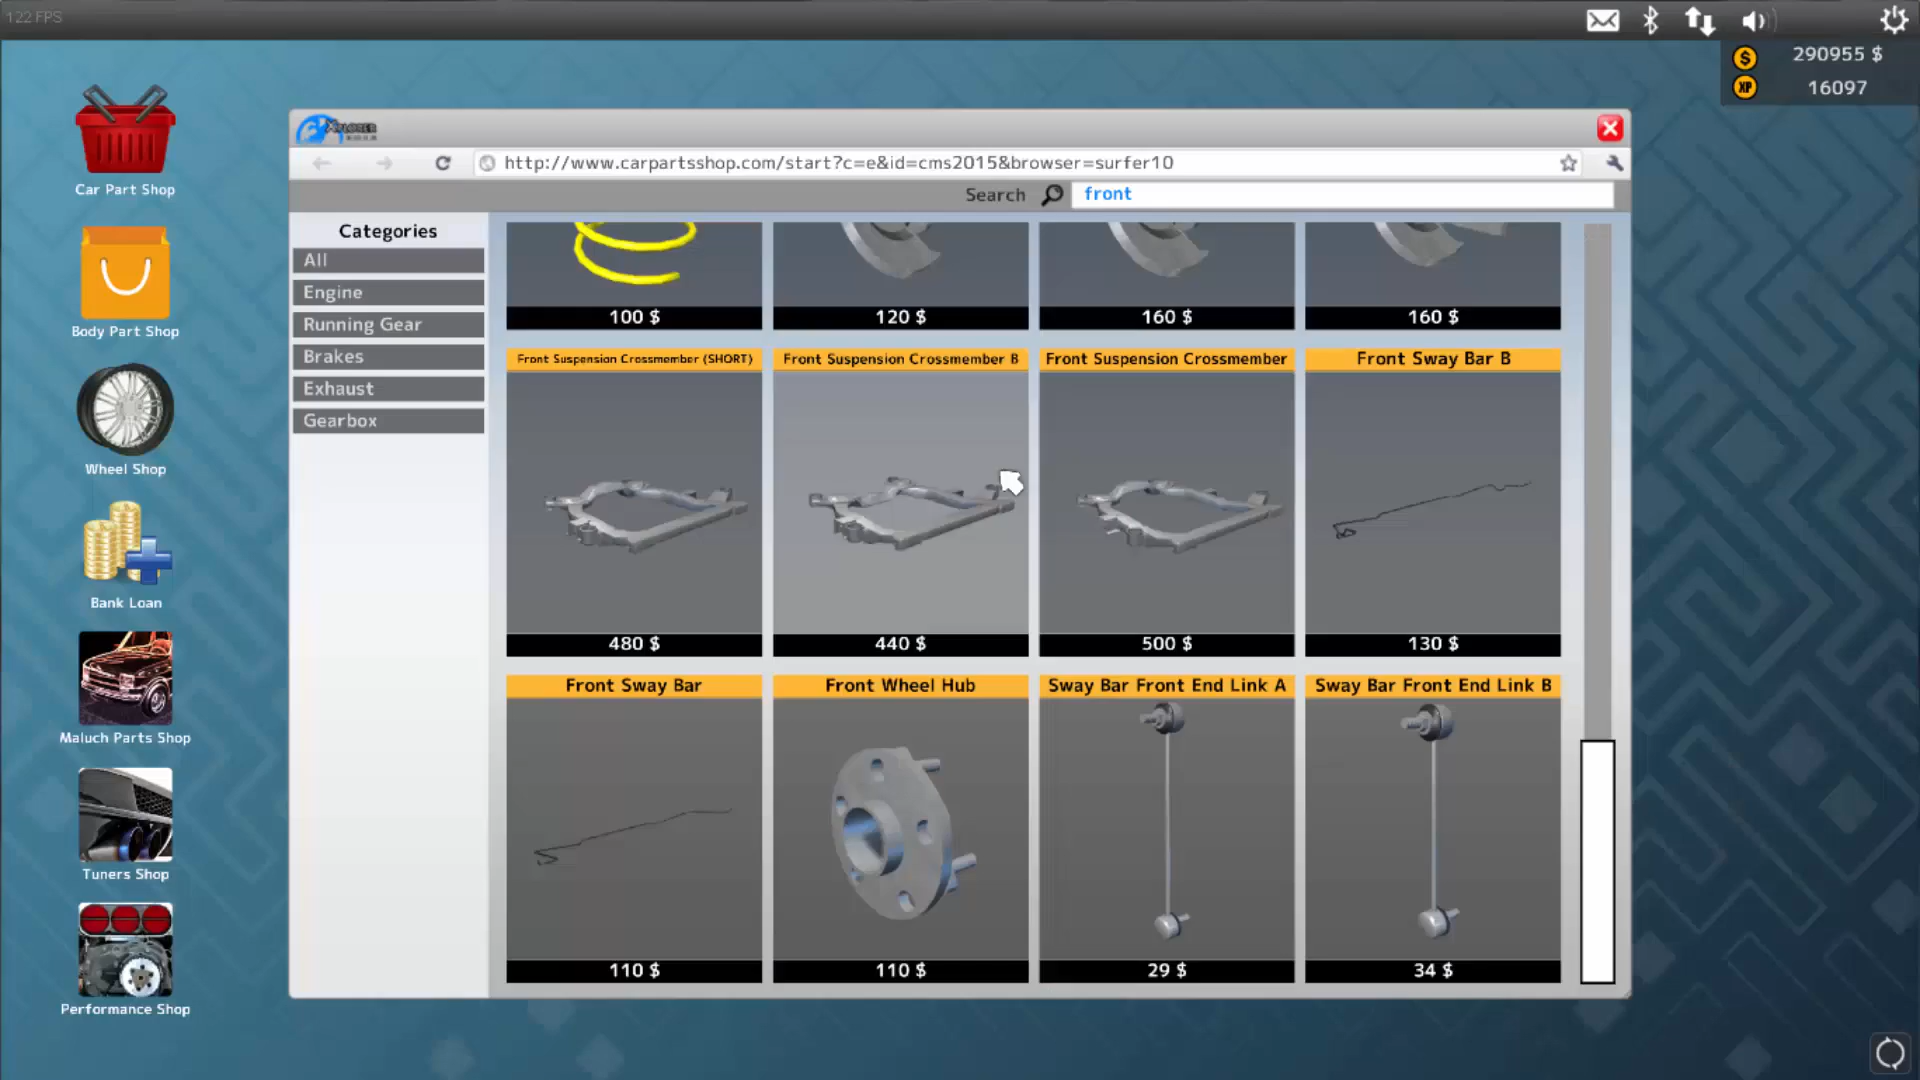 122 FPS
290955 $
XP 16097
Car Part Shop
Body Part Shop
Wheel Shop
Bank Loan
Maluch Parts Shop
Tuners Shop
Performance Shop
http://www.carpartsshop.com/start?c=e&id=cms2015&browser=surfer10
Search front
Categories
All
Engine
Running Gear
Brakes
Exhaust
Gearbox
100 $ 120 $ 160 $ 160 $
Front Suspension Crossmember (SHORT) Front Suspension Crossmember B Front Suspension Crossmember Front Sway Bar B
480 $ 440 $ 500 $ 130 $
Front Sway Bar Front Wheel Hub Sway Bar Front End Link A Sway Bar Front End Link B
110 $ 110 $ 29 $ 34 $